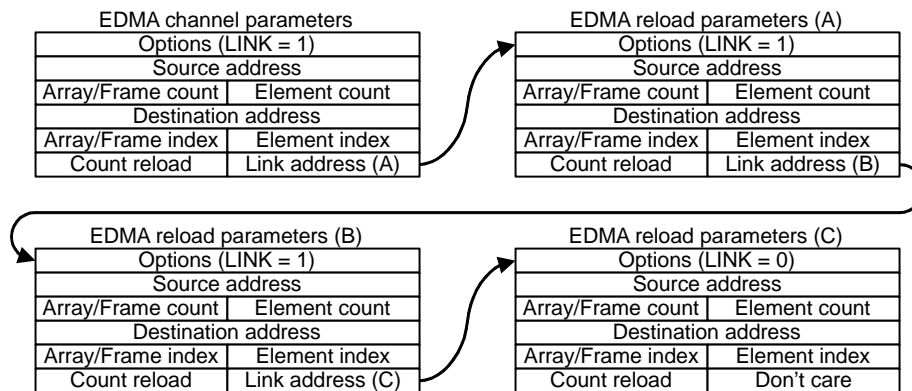 EDMA channel parameters
Options (LINK = 1)
Source address
Array/Frame count Element count
Destination address
Array/Frame index Element index
Count reload Link address (A)
EDMA reload parameters (A)
Options (LINK = 1)
Source address
Array/Frame count Element count
Destination address
Array/Frame index Element index
Count reload Link address (B)
EDMA reload parameters (B)
Options (LINK = 1)
Source address
Array/Frame count Element count
Destination address
Array/Frame index Element index
Count reload Link address (C)
EDMA reload parameters (C)
Options (LINK = 0)
Source address
Array/Frame count Element count
Destination address
Array/Frame index Element index
Count reload Don't care